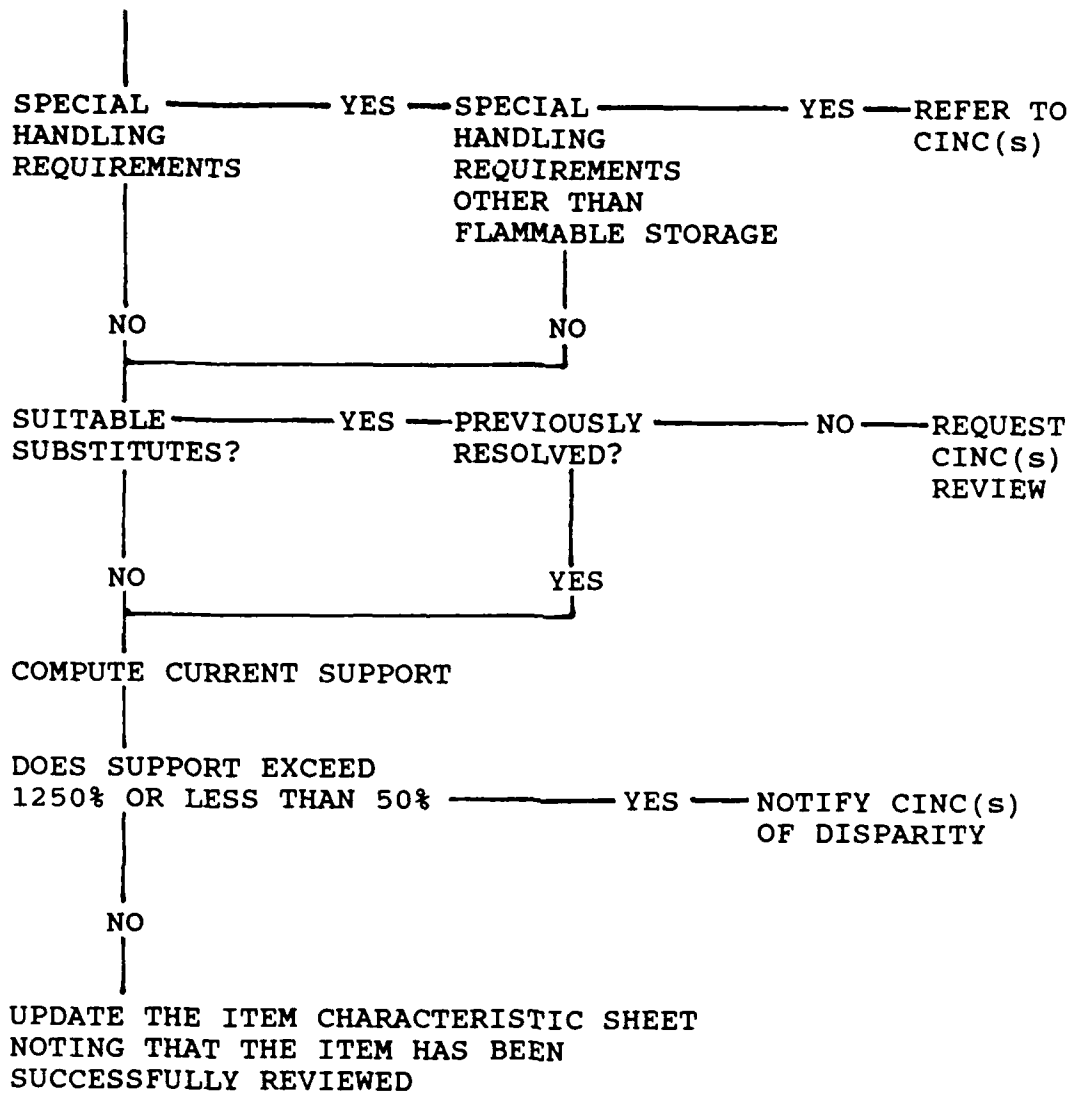 SPECIAL HANDLING REQUIREMENTS
YES
SPECIAL HANDLING REQUIREMENTS OTHER THAN FLAMMABLE STORAGE
YES
REFER TO CINC(s)
NO
NO
SUITABLE SUBSTITUTES?
YES
PREVIOUSLY RESOLVED?
NO
REQUEST CINC(s) REVIEW
NO
YES
COMPUTE CURRENT SUPPORT
DOES SUPPORT EXCEED
1250% OR LESS THAN 50%
YES
NOTIFY CINC(s)
OF DISPARITY
NO
UPDATE THE ITEM CHARACTERISTIC SHEET
NOTING THAT THE ITEM HAS BEEN
SUCCESSFULLY REVIEWED